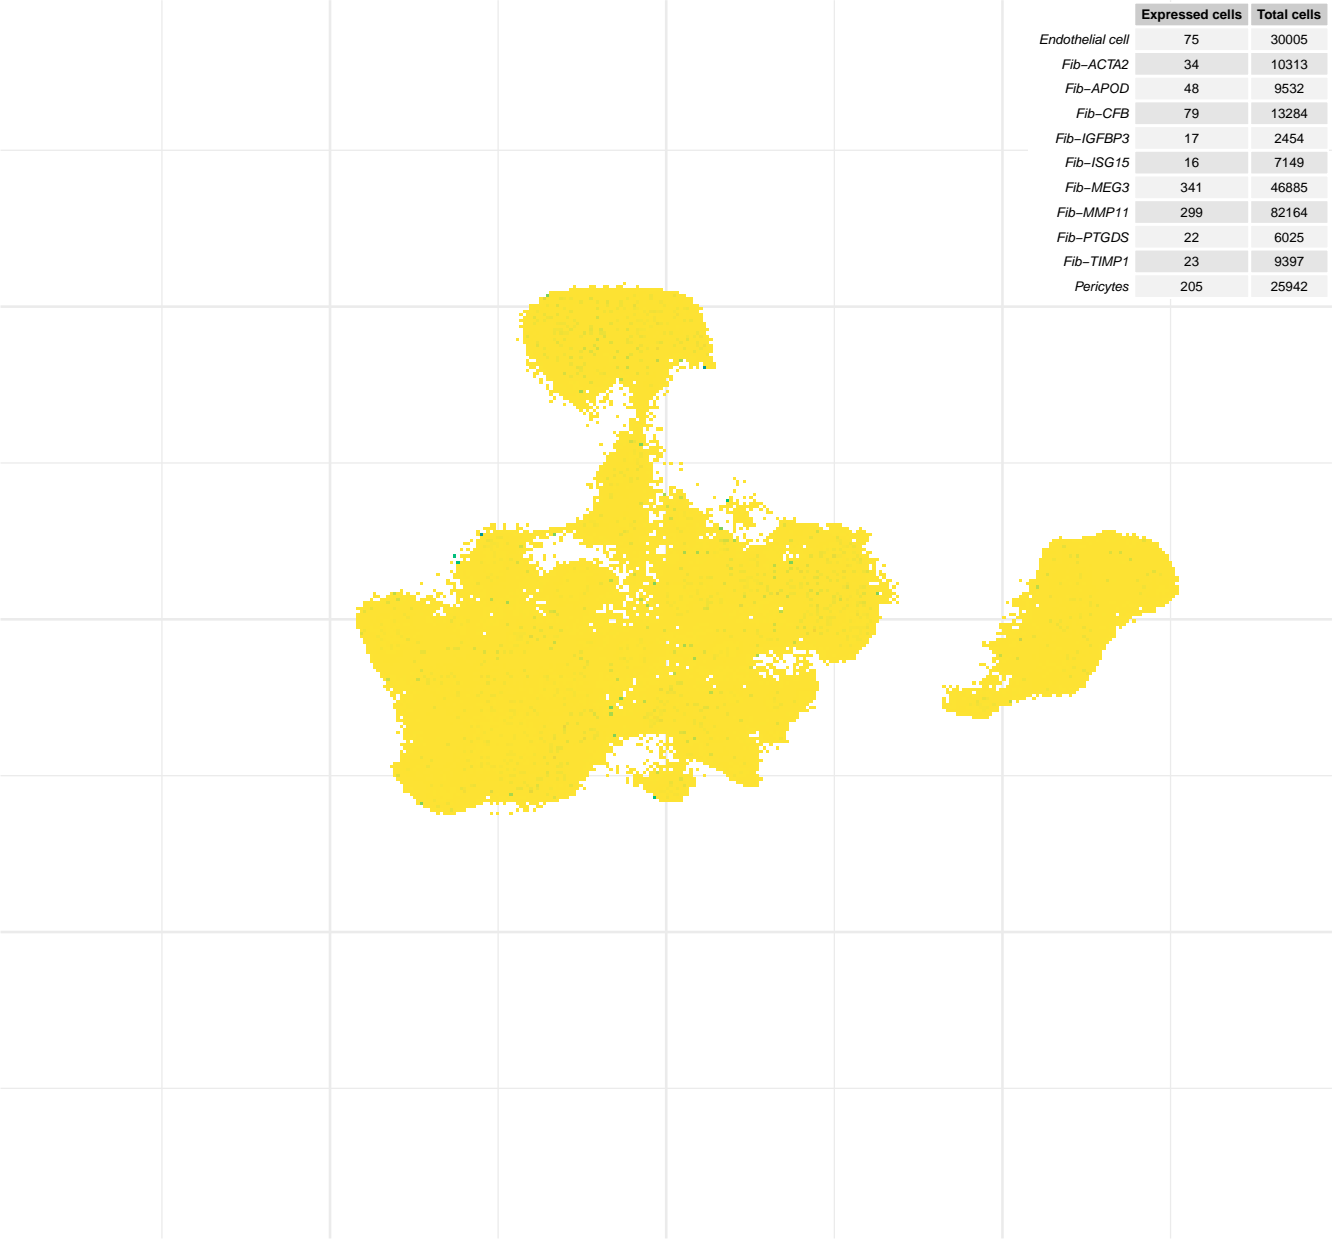 Expressed cells Total cells
Endothelial cell 75 30005
Fib−ACTA2 34 10313
Fib−APOD 48 9532
Fib−CFB 79 13284
Fib−IGFBP3 17 2454
Fib−ISG15 16 7149
Fib−MEG3 341 46885
Fib−MMP11 299 82164
Fib−PTGDS 22 6025
Fib−TIMP1 23 9397
Pericytes 205 25942